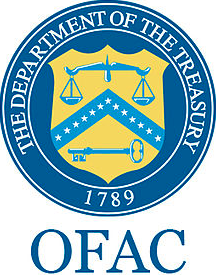 THE DEPARTMENT OF THE TREASURY
1789
OFAC